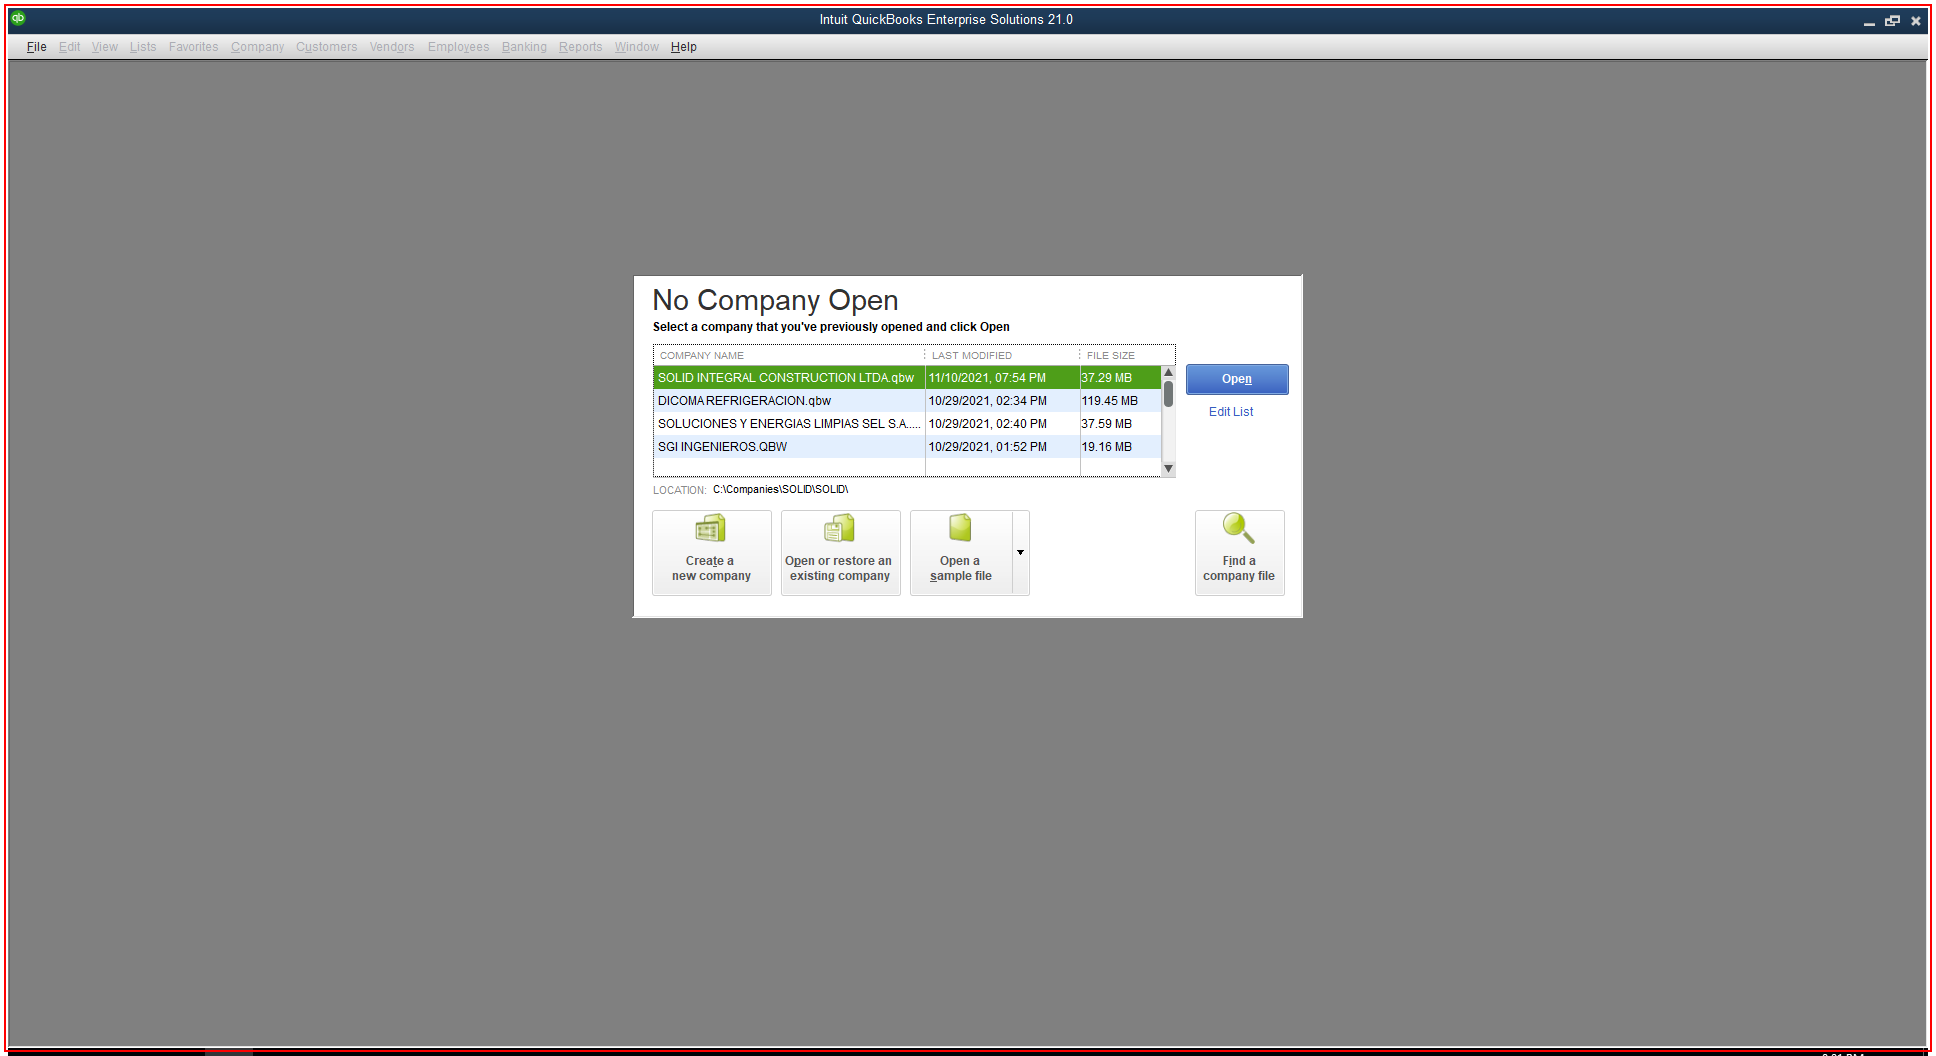 qb
Intuit QuickBooks Enterprise Solutions 21.0
File Edit View Lists Favorites Company Customers Vendors Employees Banking Reports Window Help
No Company Open
Select a company that you've previously opened and click Open
COMPANY NAME LAST MODIFIED FILE SIZE
SOLID INTEGRAL CONSTRUCTION LTDA.qbw 11/10/2021, 07:54 PM 37.29 MB
Open
DICOMA REFRIGERACION.qbw 10/29/2021, 02:34 PM 119.45 MB
Edit List
SOLUCIONES Y ENERGIAS LIMPIAS SEL S.A..... 10/29/2021, 02:40 PM 37.59 MB
SGI INGENIEROS.QBW 10/29/2021, 01:52 PM 19.16 MB
LOCATION: C:\Companies\SOLID\SOLID\
Create a
new company
Open or restore an
existing company
Open a
sample file
Find a
company file